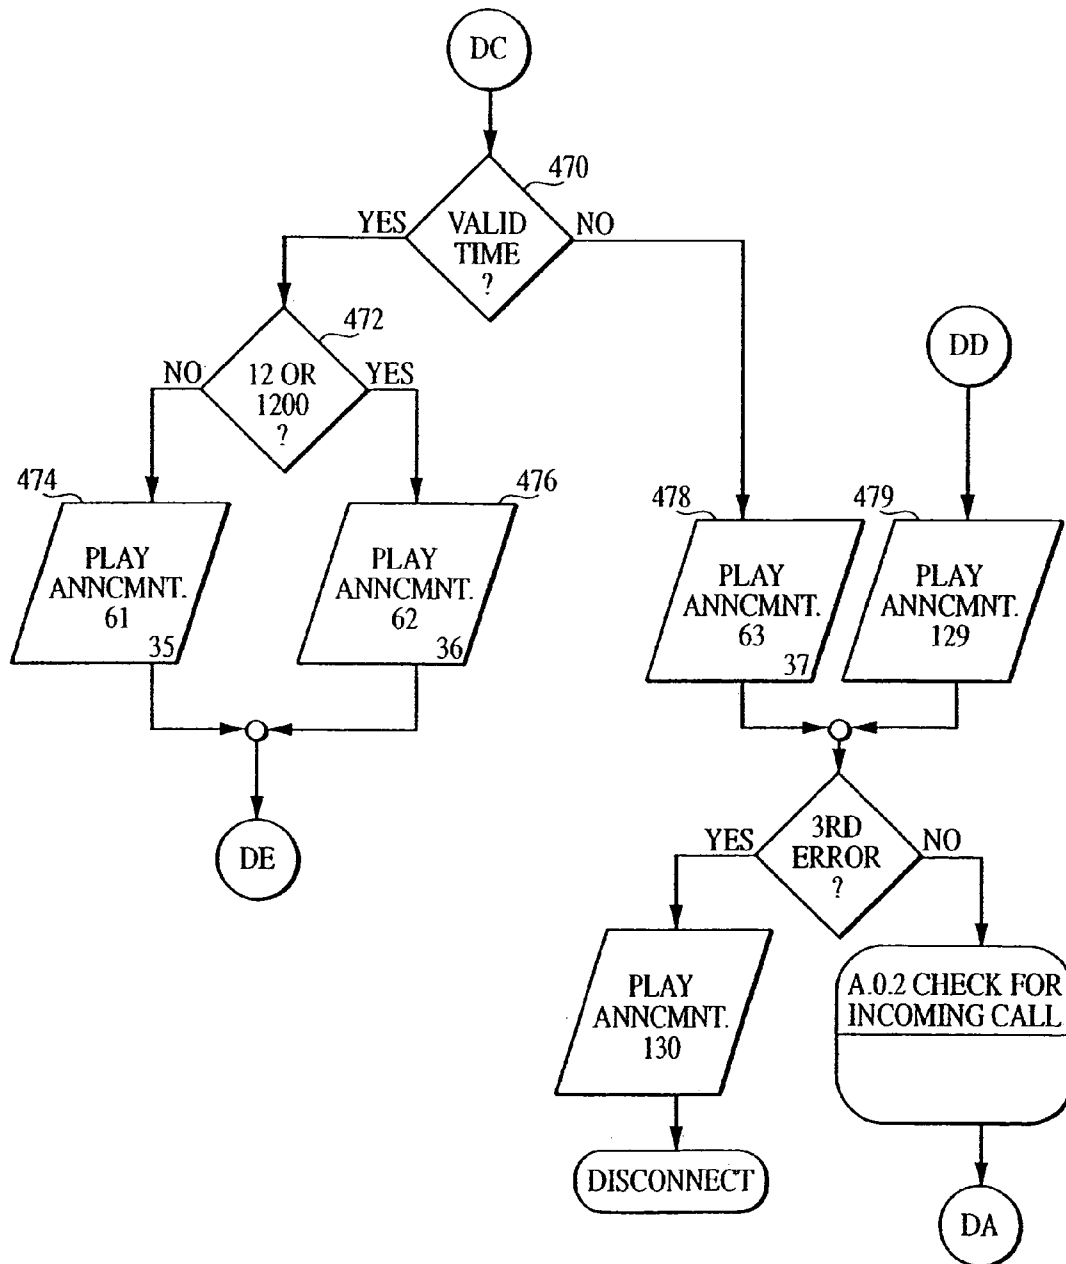 DC
470
YES
VALID
TIME
?
NO
472
NO
12 OR
1200
?
YES
DD
474
PLAY
ANNCMNT.
61
35
476
PLAY
ANNCMNT.
62
36
478
PLAY
ANNCMNT.
63
37
479
PLAY
ANNCMNT.
129
DE
YES
3RD
ERROR
?
NO
PLAY
ANNCMNT.
130
A.0.2 CHECK FOR
INCOMING CALL
DISCONNECT
DA